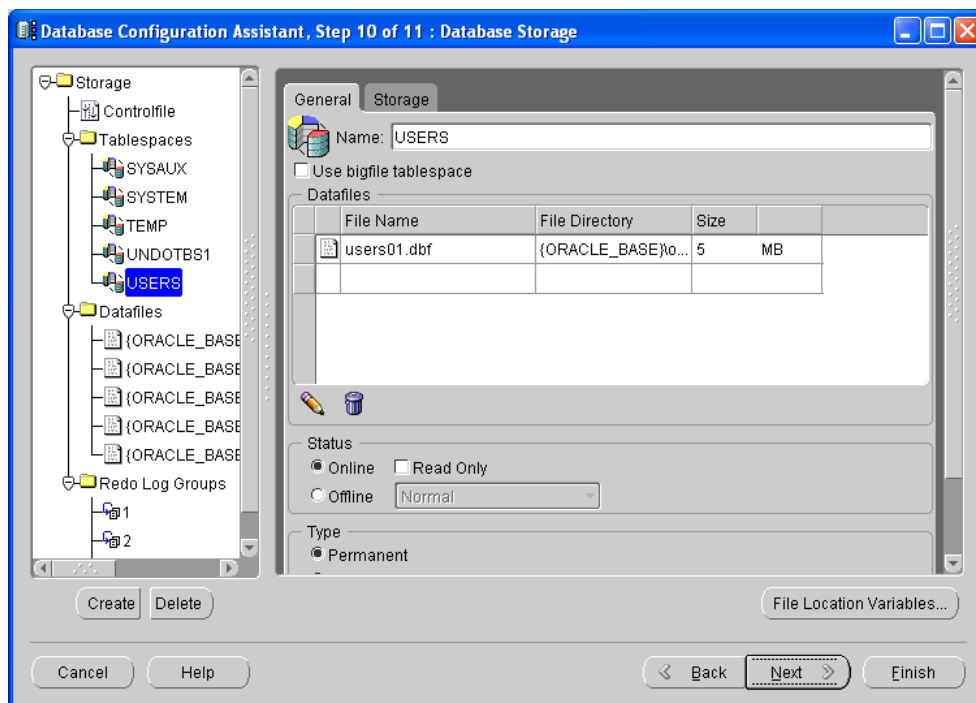 Database Configuration Assistant, Step 10 of 11 : Database Storage
Storage
Controlfile
Tablespaces
SYSAUX
SYSTEM
TEMP
UNDOTBS1
USERS
Datafiles
{ORACLE_BASE
{ORACLE_BASE
{ORACLE_BASE
{ORACLE_BASE
{ORACLE_BASE
Redo Log Groups
1
2
General Storage
Name: USERS
Use bigfile tablespace
Datafiles
File Name File Directory Size
users01.dbf {ORACLE_BASE}\o... 5 MB
Status
Online Read Only
Offline Normal
Type
Permanent
Create Delete File Location Variables...
Cancel Help Back Next Finish